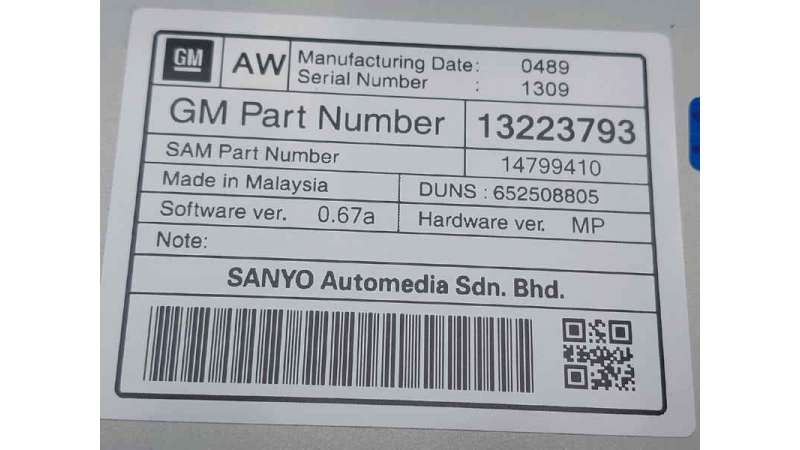 GM
AW
Manufacturing Date: 0489
Serial Number : 1309
GM Part Number 13223793
SAM Part Number 14799410
Made in Malaysia DUNS : 652508805
Software ver. 0.67a Hardware ver. MP
Note:
SANYO Automedia Sdn. Bhd.